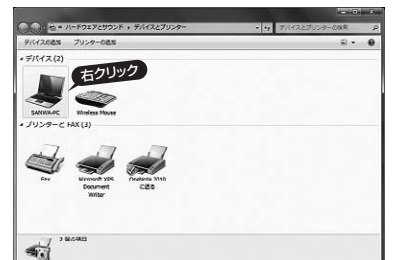 ハードウェアとサウンド ▸ デバイスとプリンター
デバイスとプリンターの検索
デバイスの追加 プリンターの追加
デバイス (2)
右クリック
SANWA-PC
Wireless Mouse
プリンターと FAX (3)
Fax
Microsoft XPS
Document
Writer
OneNote 2010
に送る
3 個の項目